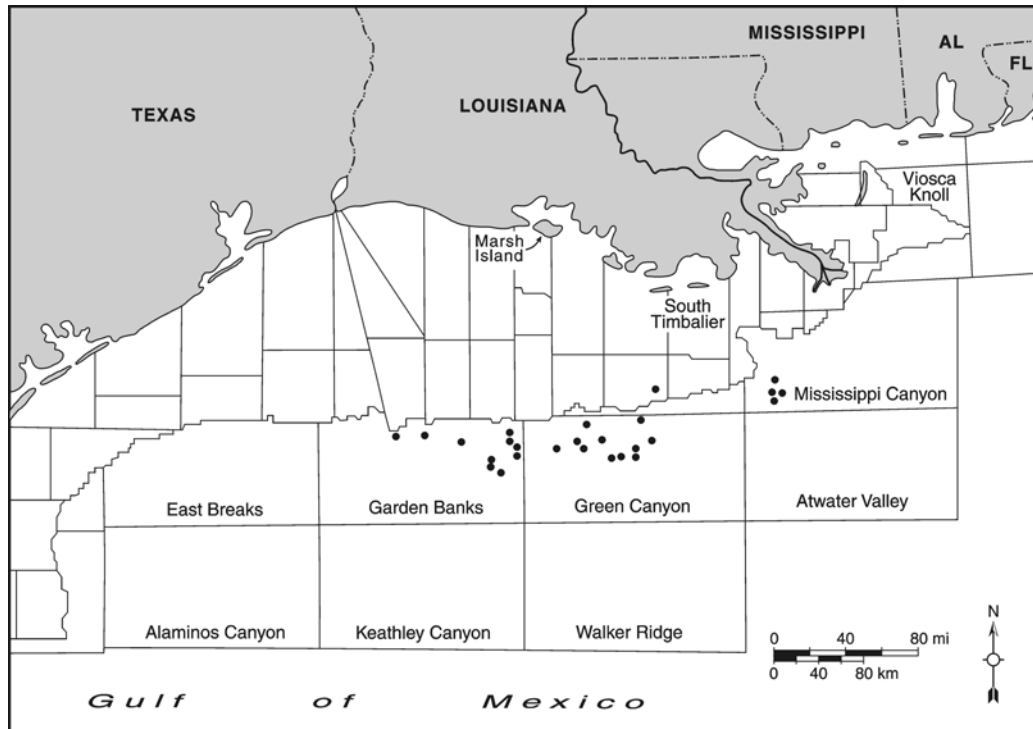 MISSISSIPPI
AL
FL
TEXAS
LOUISIANA
Viosca
Knoll
Marsh
Island
South
Timbalier
Mississippi Canyon
East Breaks
Garden Banks
Green Canyon
Atwater Valley
Alaminos Canyon
Keathley Canyon
Walker Ridge
N
0 40 80 mi
0 40 80 km
Gulf of Mexico